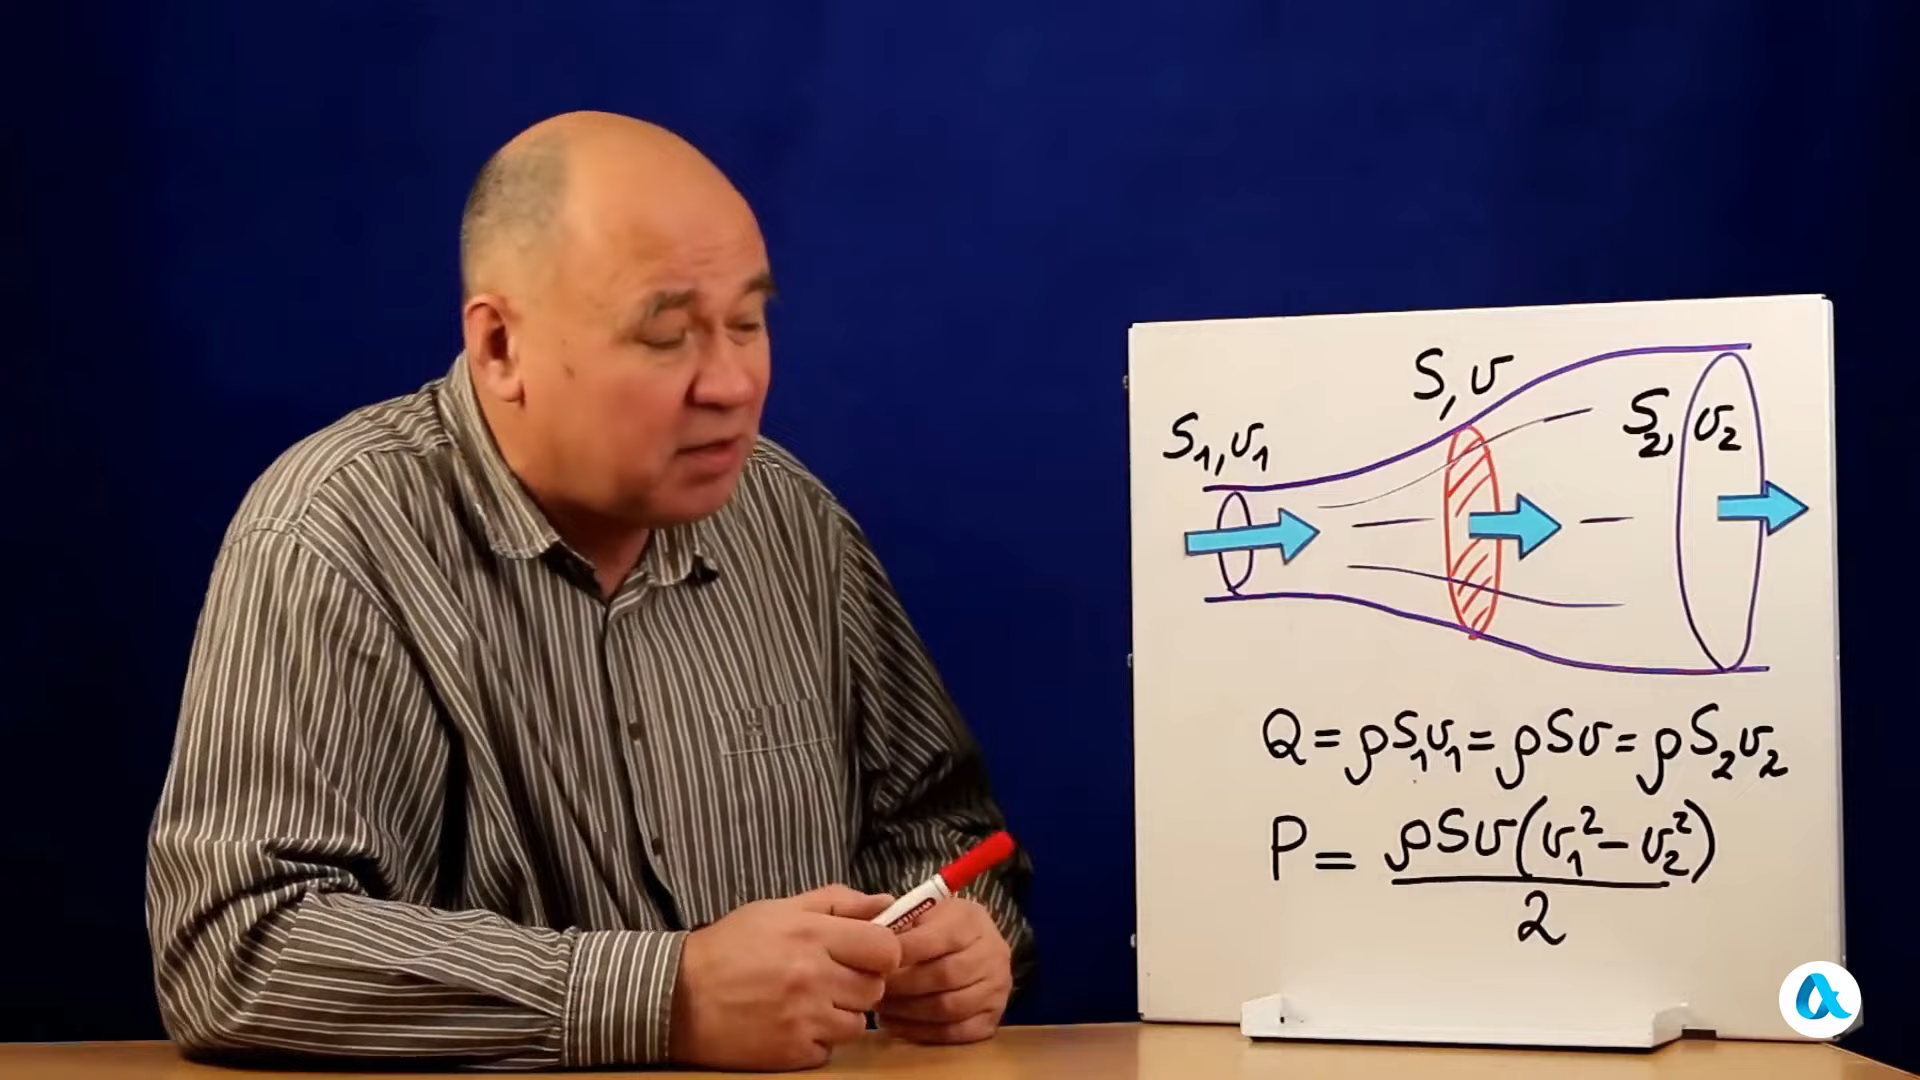 S₁, υ₁
S, υ
S₂, υ₂
Q = ρS₁υ₁ = ρSυ = ρS₂υ₂
P = ρSυ(υ₁² − υ₂²) / 2